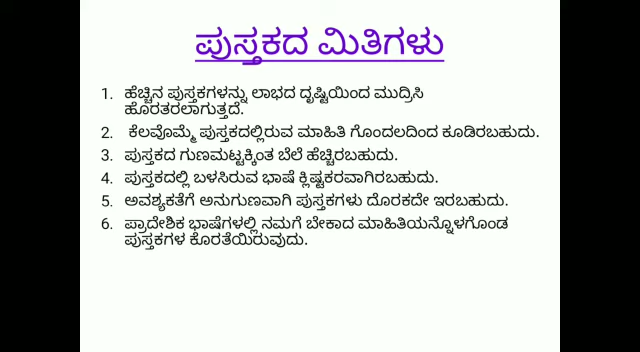 ಪುಸ್ತಕದ ಮಿತಿಗಳು
1. ಹೆಚ್ಚಿನ ಪುಸ್ತಕಗಳನ್ನು ಲಾಭದ ದೃಷ್ಟಿಯಿಂದ ಮುದ್ರಿಸಿ
ಹೊರತರಲಾಗುತ್ತದೆ.
2. ಕೆಲವೊಮ್ಮೆ ಪುಸ್ತಕದಲ್ಲಿರುವ ಮಾಹಿತಿ ಗೊಂದಲದಿಂದ ಕೂಡಿರಬಹುದು.
3. ಪುಸ್ತಕದ ಗುಣಮಟ್ಟಕ್ಕಿಂತ ಬೆಲೆ ಹೆಚ್ಚಿರಬಹುದು.
4. ಪುಸ್ತಕದಲ್ಲಿ ಬಳಸಿರುವ ಭಾಷೆ ಕ್ಲಿಷ್ಟಕರವಾಗಿರಬಹುದು.
5. ಅವಶ್ಯಕತೆಗೆ ಅನುಗುಣವಾಗಿ ಪುಸ್ತಕಗಳು ದೊರಕದೇ ಇರಬಹುದು.
6. ಪ್ರಾದೇಶಿಕ ಭಾಷೆಗಳಲ್ಲಿ ನಮಗೆ ಬೇಕಾದ ಮಾಹಿತಿಯನ್ನೊಳಗೊಂಡ
ಪುಸ್ತಕಗಳ ಕೊರತೆಯಿರುವುದು.